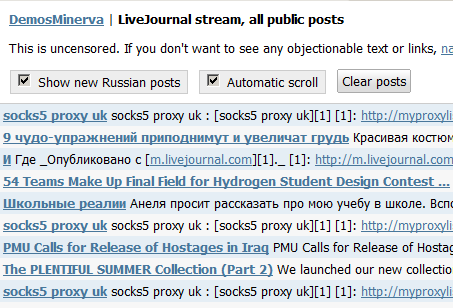 DemosMinerva | LiveJournal stream, all public posts
This is uncensored. If you don't want to see any objectionable text or links, na
Show new Russian posts Automatic scroll Clear posts
socks5 proxy uk socks5 proxy uk : [socks5 proxy uk][1] [1]: http://myproxylis
9 чудо-упражнений приподнимут и увеличат грудь Красивая костюм
И Где _Опубликовано с [m.livejournal.com][1]._ [1]: http://m.livejournal.com
54 Teams Make Up Final Field for Hydrogen Student Design Contest ...
Школьные реалии Анеля просит рассказать про мою учебу в школе. Вспо
socks5 proxy uk socks5 proxy uk : [socks5 proxy uk][1] [1]: http://myproxylis
PMU Calls for Release of Hostages in Iraq PMU Calls for Release of Hostag
The PLENTIFUL SUMMER Collection (Part 2) We launched our new collection
socks5 proxy uk socks5 proxy uk : [socks5 proxy uk][1] [1]: http://myproxylis